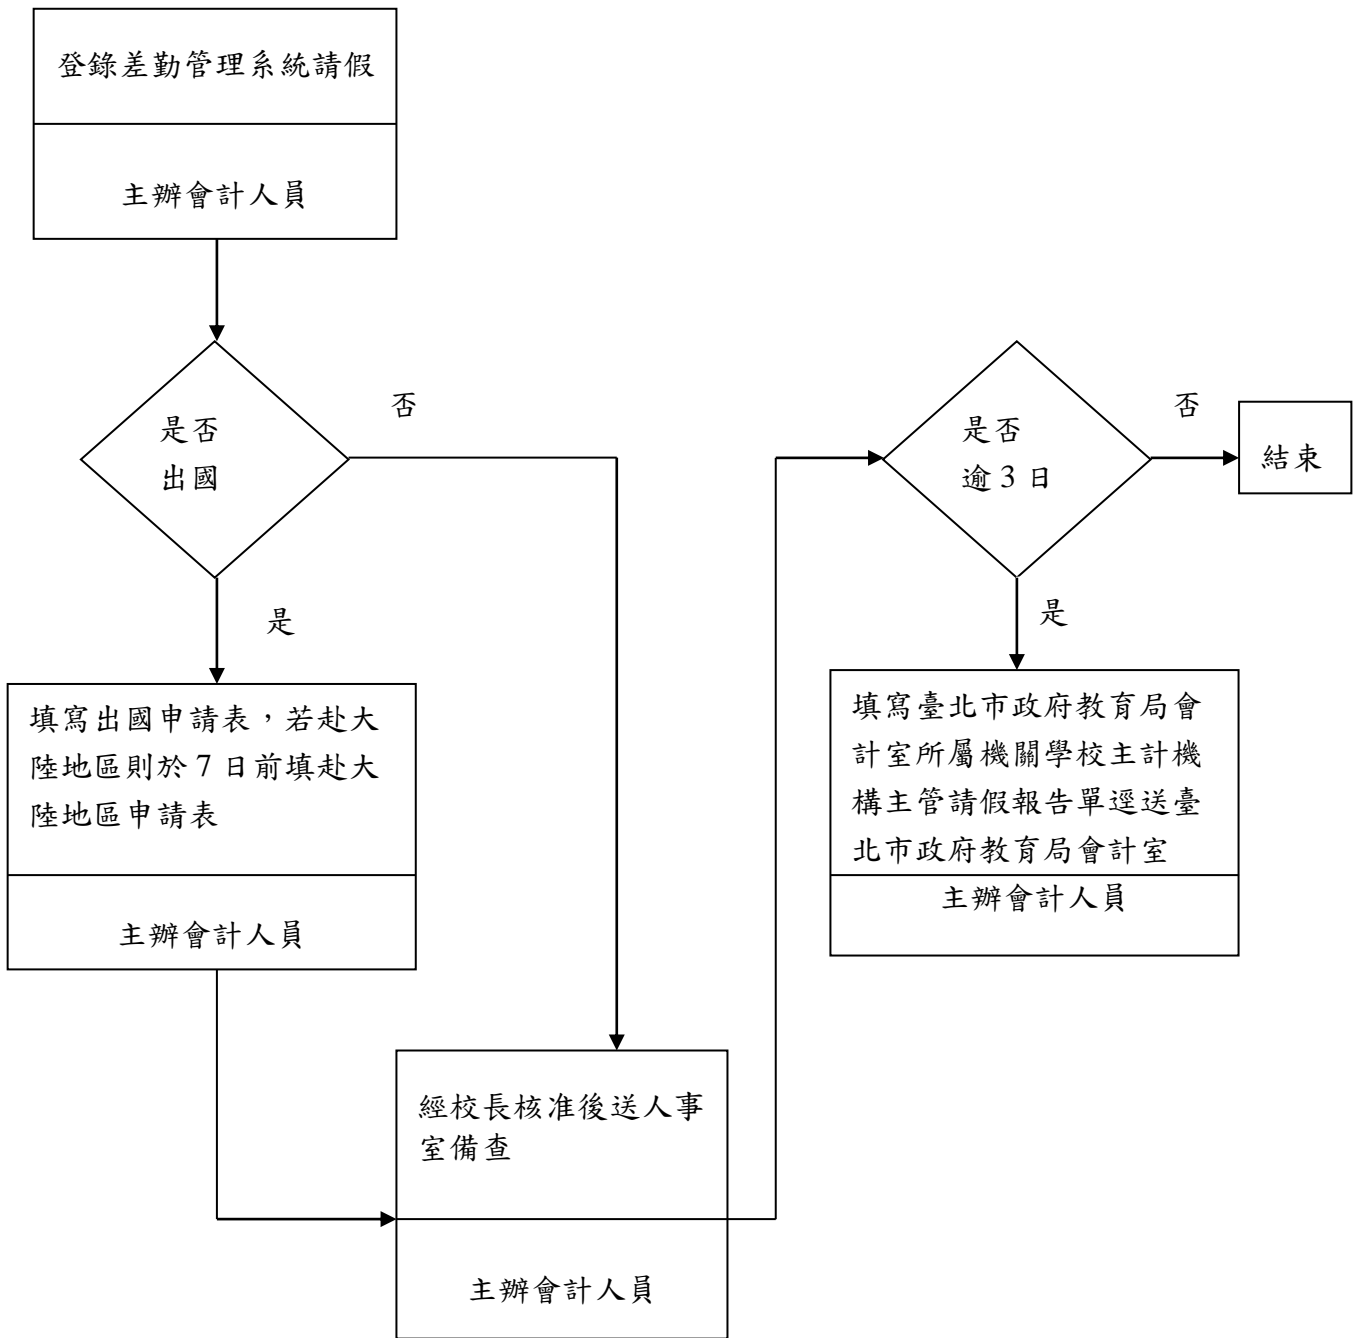 登錄差勤管理系統請假
主辦會計人員
是否
出國
否
是
填寫出國申請表，若赴大
陸地區則於 7 日前填赴大
陸地區申請表
主辦會計人員
經校長核准後送人事
室備查
主辦會計人員
是否
逾 3 日
否
結束
是
填寫臺北市政府教育局會
計室所屬機關學校主計機
構主管請假報告單逕送臺
北市政府教育局會計室
主辦會計人員